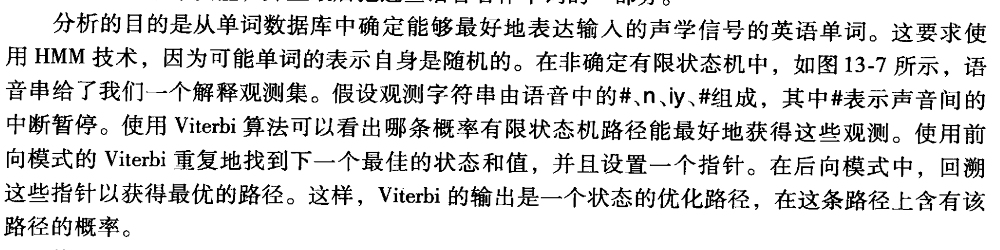 分析的目的是从单词数据库中确定能够最好地表达输入的声学信号的英语单词。这要求使
用 HMM 技术，因为可能单词的表示自身是随机的。在非确定有限状态机中，如图 13-7 所示，语
音串给了我们一个解释观测集。假设观测字符串由语音中的#、n、iy、#组成，其中#表示声音间的
中断暂停。使用 Viterbi 算法可以看出哪条概率有限状态机路径能最好地获得这些观测。使用前
向模式的 Viterbi 重复地找到下一个最佳的状态和值，并且设置一个指针。在后向模式中，回溯
这些指针以获得最优的路径。这样，Viterbi 的输出是一个状态的优化路径，在这条路径上含有该
路径的概率。